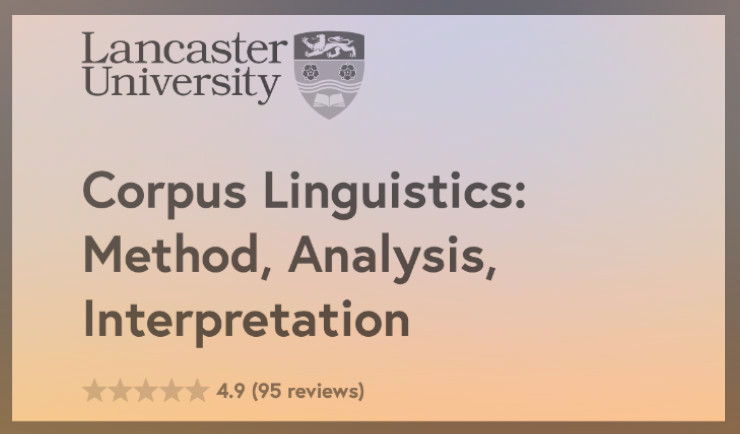 Lancaster
University
Corpus Linguistics:
Method, Analysis,
Interpretation
4.9 (95 reviews)